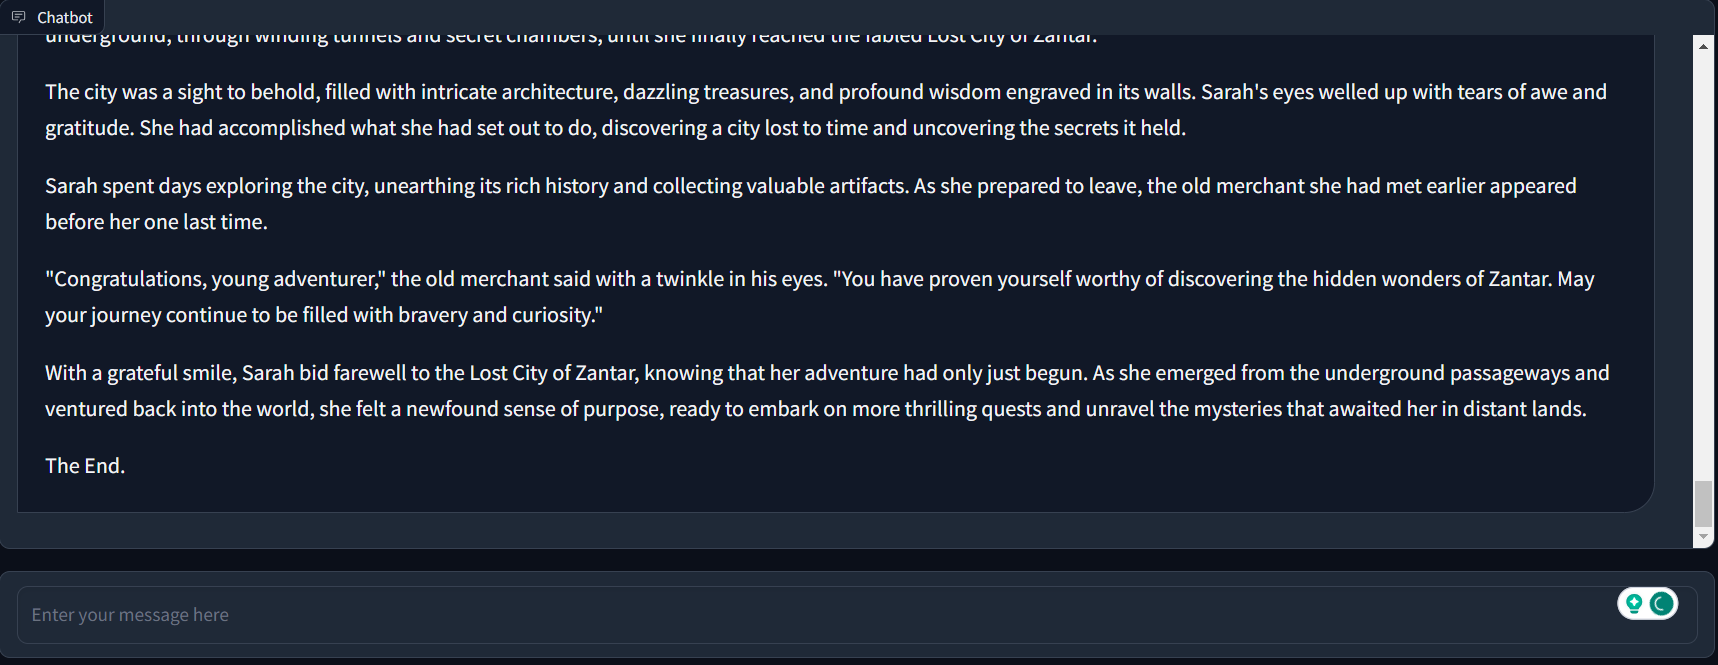 Chatbot
underground, through winding tunnels and secret chambers, until she finally reached the fabled Lost City of Zantar.
The city was a sight to behold, filled with intricate architecture, dazzling treasures, and profound wisdom engraved in its walls. Sarah's eyes welled up with tears of awe and
gratitude. She had accomplished what she had set out to do, discovering a city lost to time and uncovering the secrets it held.
Sarah spent days exploring the city, unearthing its rich history and collecting valuable artifacts. As she prepared to leave, the old merchant she had met earlier appeared
before her one last time.
"Congratulations, young adventurer," the old merchant said with a twinkle in his eyes. "You have proven yourself worthy of discovering the hidden wonders of Zantar. May
your journey continue to be filled with bravery and curiosity."
With a grateful smile, Sarah bid farewell to the Lost City of Zantar, knowing that her adventure had only just begun. As she emerged from the underground passageways and
ventured back into the world, she felt a newfound sense of purpose, ready to embark on more thrilling quests and unravel the mysteries that awaited her in distant lands.
The End.
Enter your message here